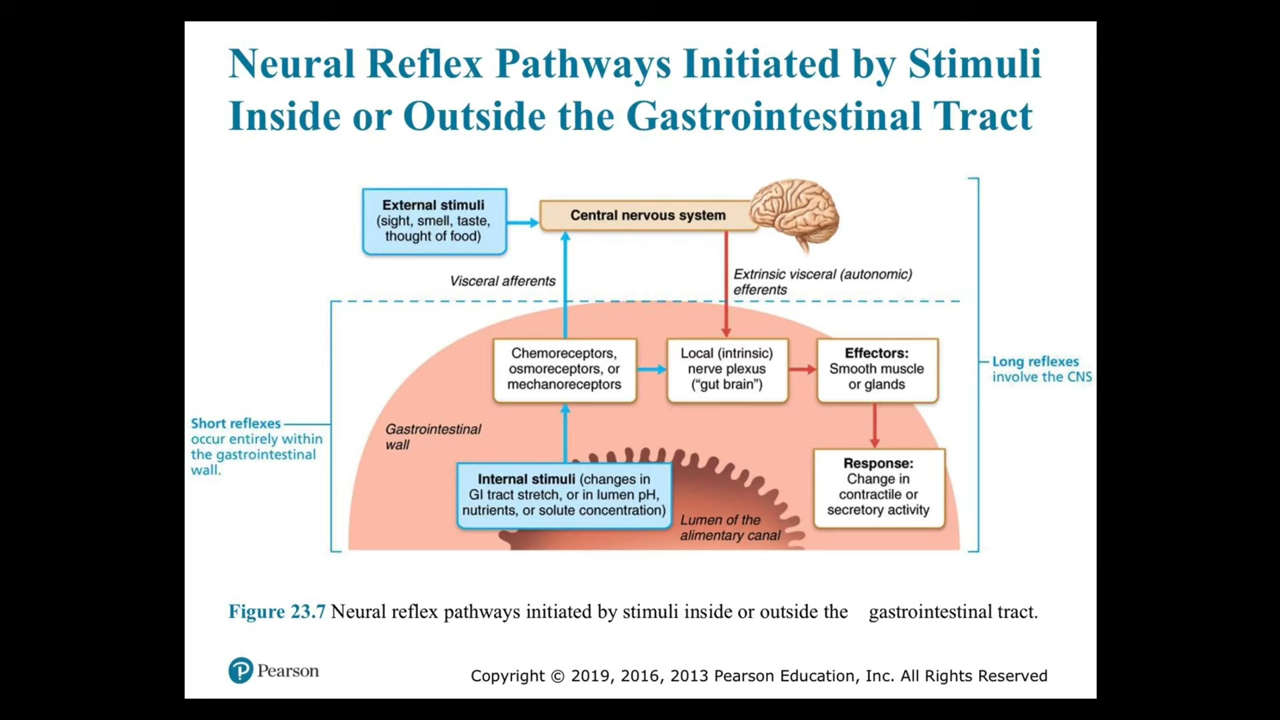 Neural Reflex Pathways Initiated by Stimuli
Inside or Outside the Gastrointestinal Tract
External stimuli
(sight, smell, taste,
thought of food)
Central nervous system
Visceral afferents
Extrinsic visceral (autonomic)
efferents
Chemoreceptors,
osmoreceptors, or
mechanoreceptors
Local (intrinsic)
nerve plexus
("gut brain")
Effectors:
Smooth muscle
or glands
Long reflexes
involve the CNS
Short reflexes
occur entirely within
the gastrointestinal
wall.
Gastrointestinal
wall
Internal stimuli (changes in
GI tract stretch, or in lumen pH,
nutrients, or solute concentration)
Lumen of the
alimentary canal
Response:
Change in
contractile or
secretory activity
Figure 23.7 Neural reflex pathways initiated by stimuli inside or outside the gastrointestinal tract.
P Pearson
Copyright © 2019, 2016, 2013 Pearson Education, Inc. All Rights Reserved